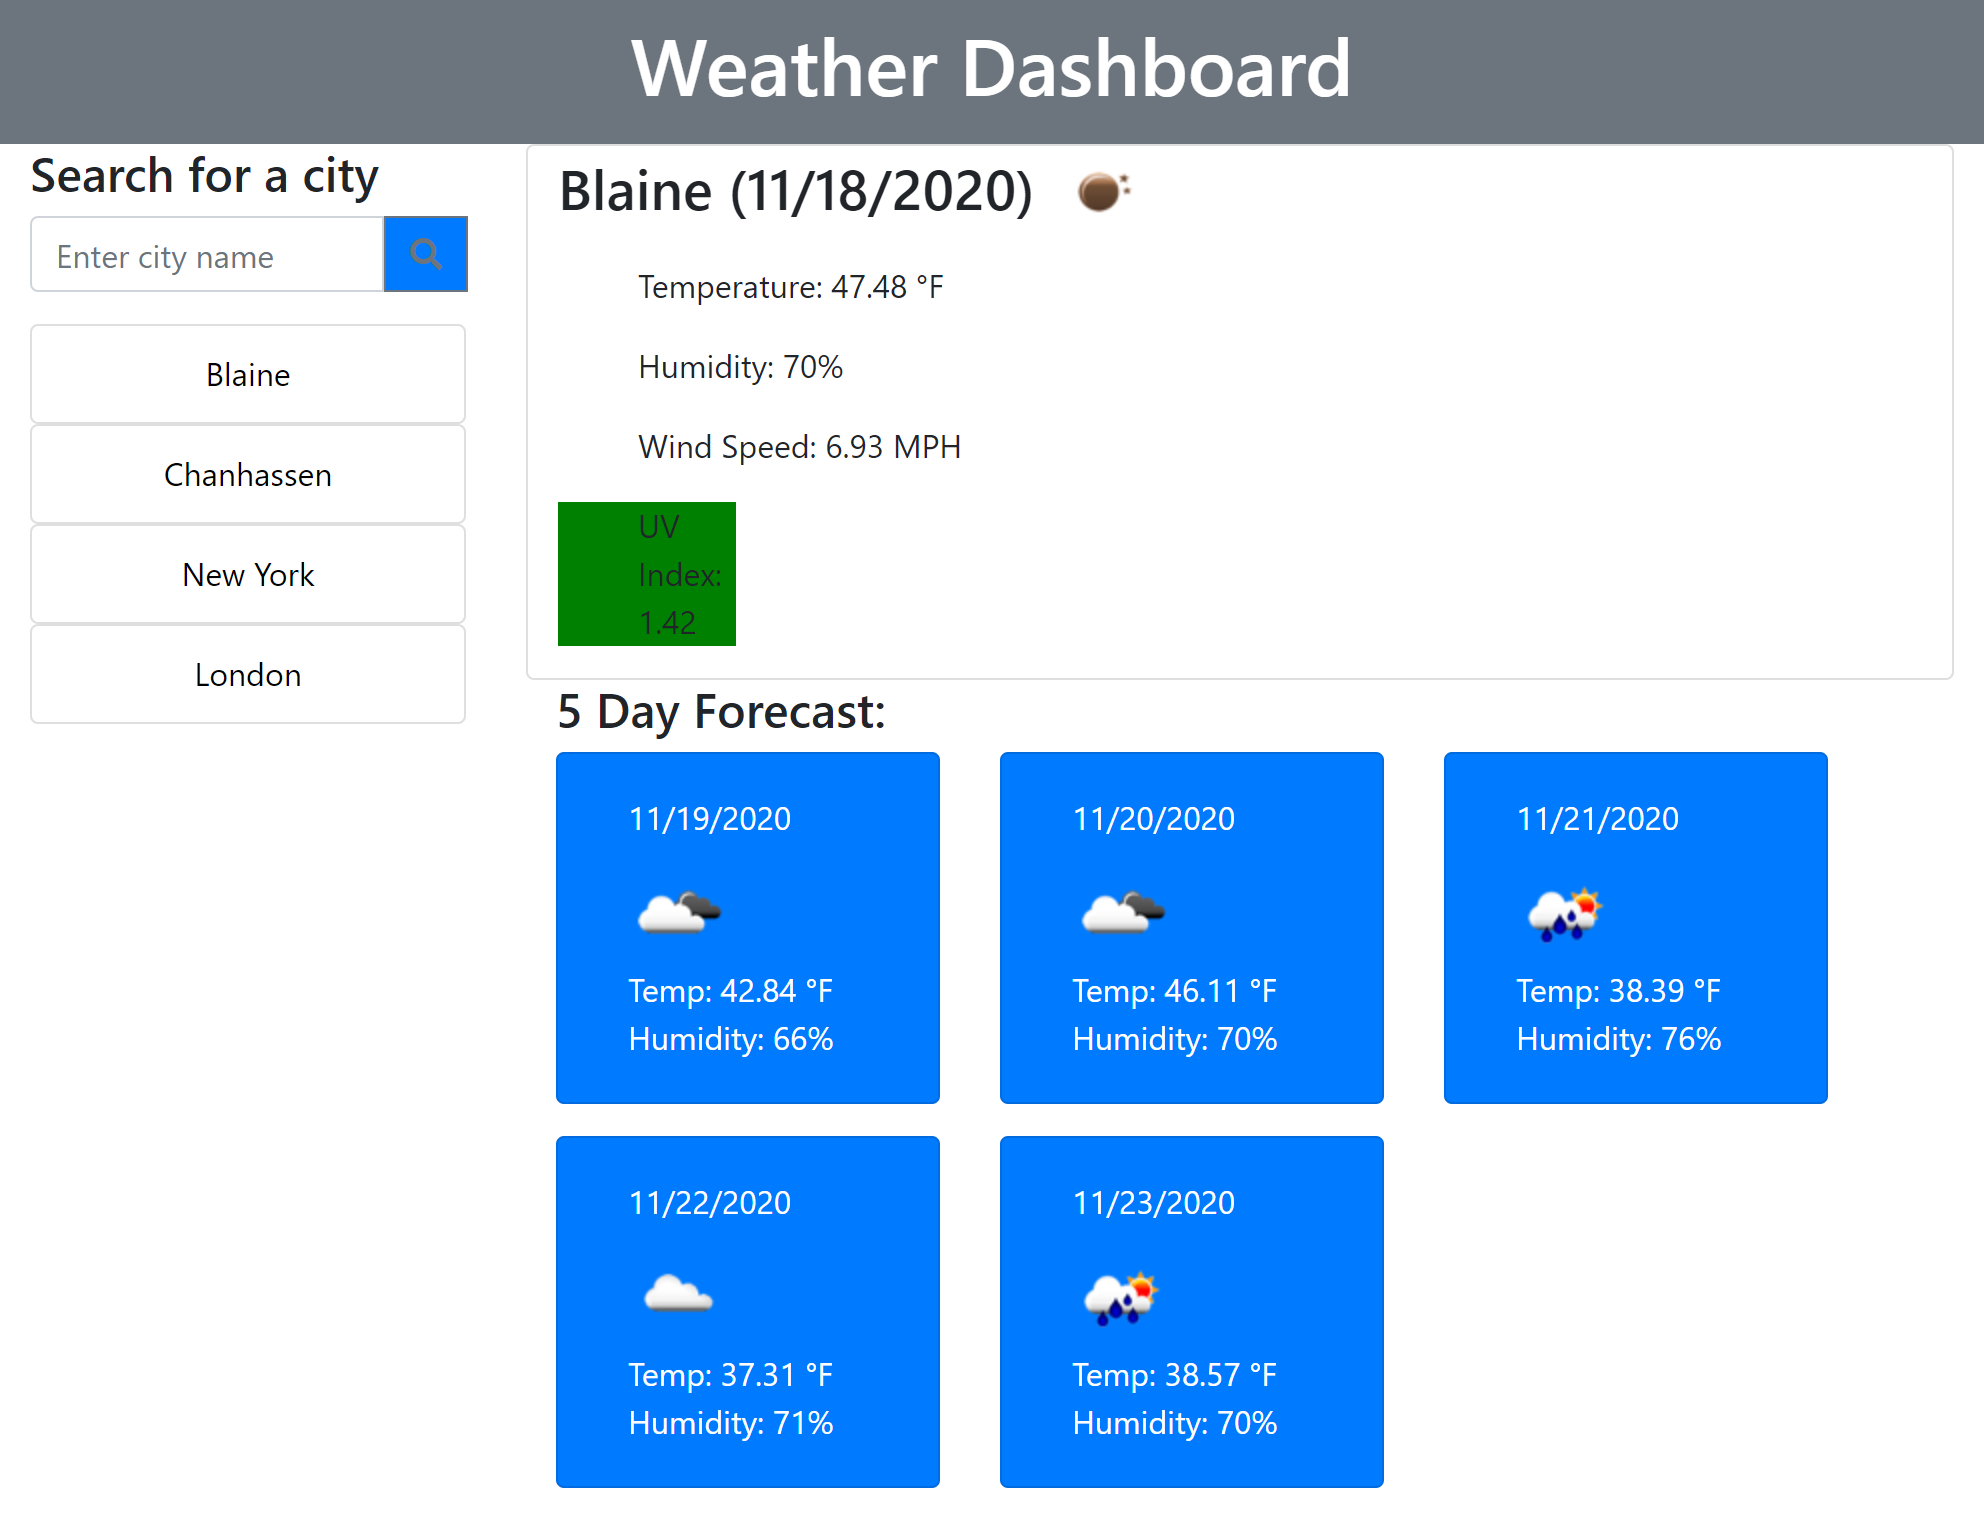 Weather Dashboard
Search for a city
Enter city name
Blaine
Chanhassen
New York
London
Blaine (11/18/2020)
Temperature: 47.48 °F
Humidity: 70%
Wind Speed: 6.93 MPH
UV
Index:
1.42
5 Day Forecast:
11/19/2020
Temp: 42.84 °F
Humidity: 66%
11/20/2020
Temp: 46.11 °F
Humidity: 70%
11/21/2020
Temp: 38.39 °F
Humidity: 76%
11/22/2020
Temp: 37.31 °F
Humidity: 71%
11/23/2020
Temp: 38.57 °F
Humidity: 70%